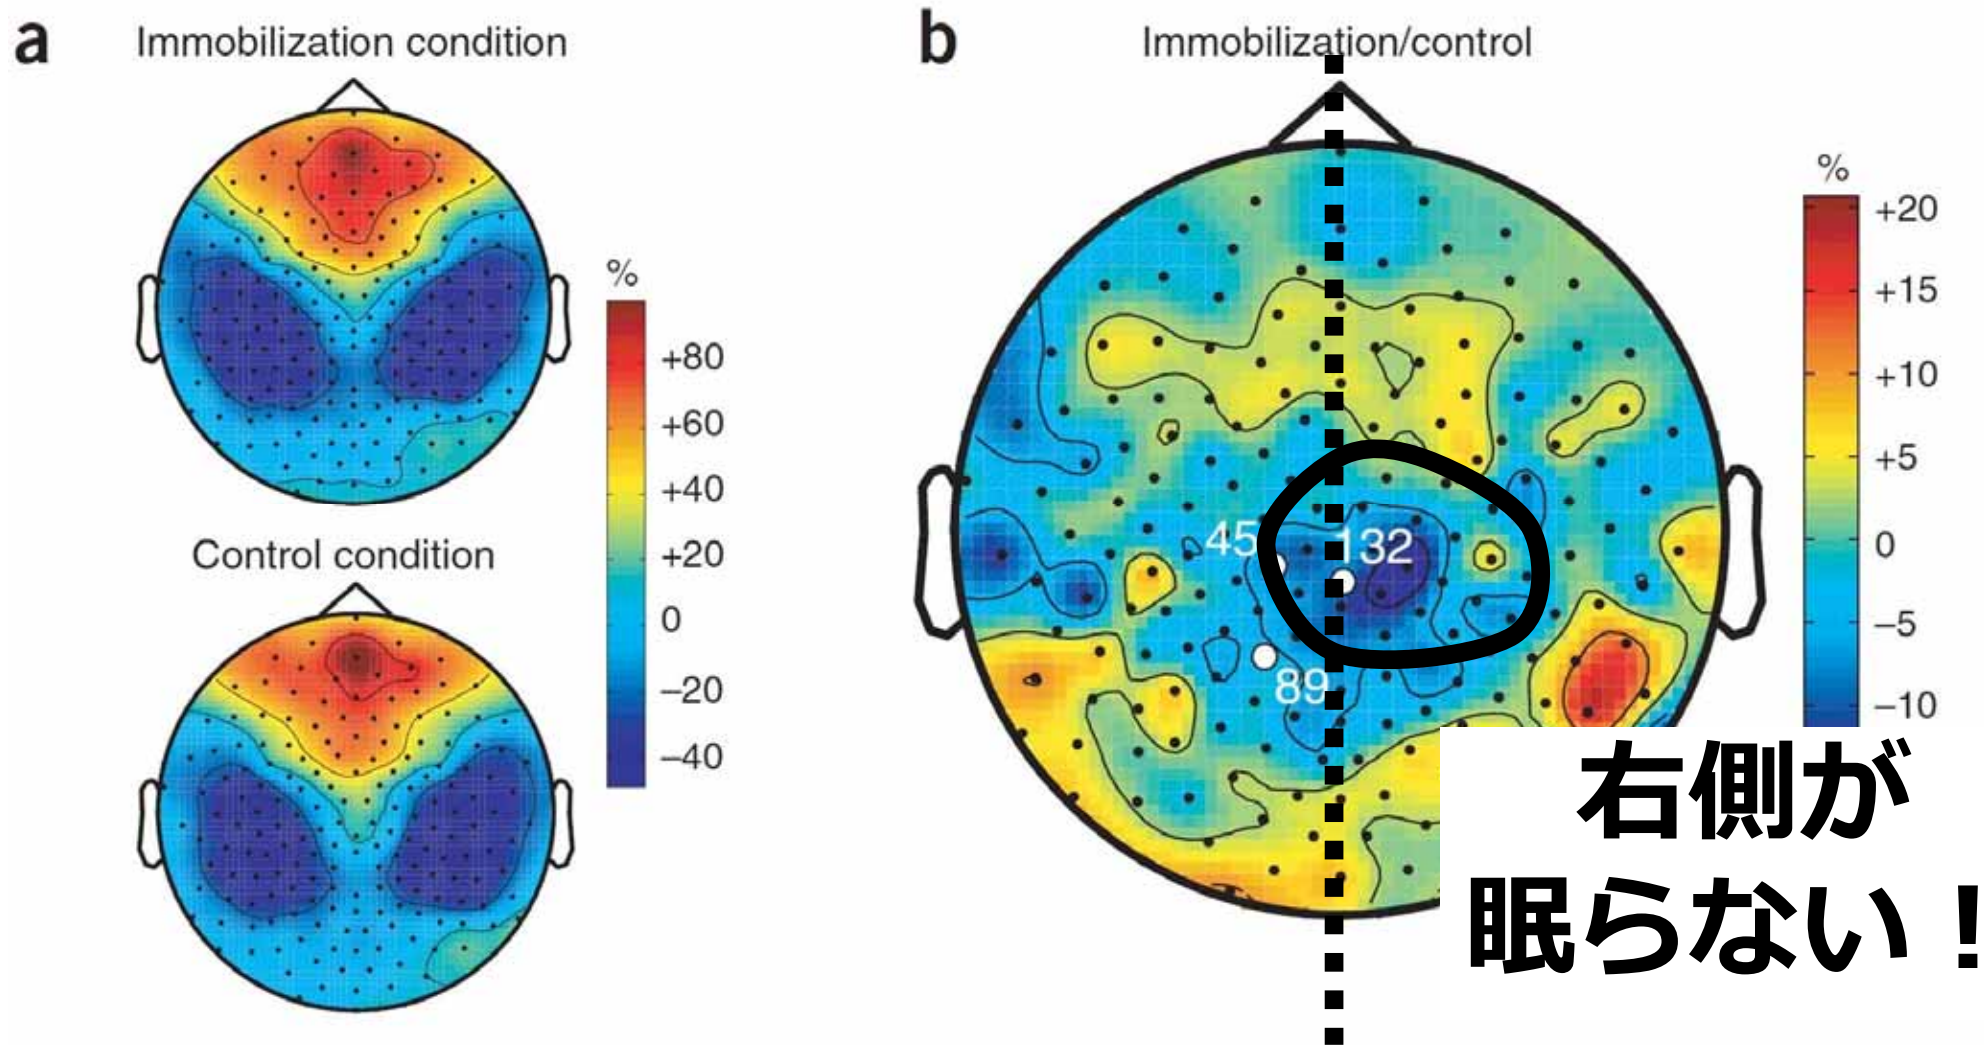 a
Immobilization condition
%
+80
+60
+40
+20
0
−20
−40
Control condition
b
Immobilization/control
%
+20
+15
+10
+5
0
−5
−10
45
132
89
右側が
眠らない！